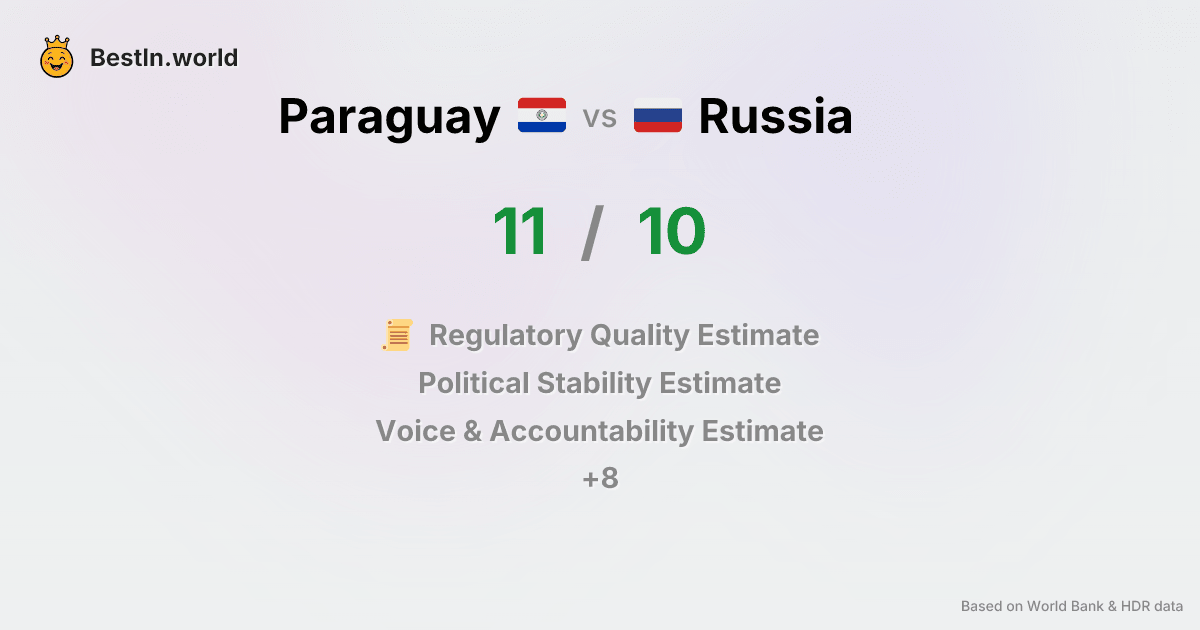 BestIn.world
Paraguay vs Russia
11 / 10
Regulatory Quality Estimate
Political Stability Estimate
Voice & Accountability Estimate
+8
Based on World Bank & HDR data